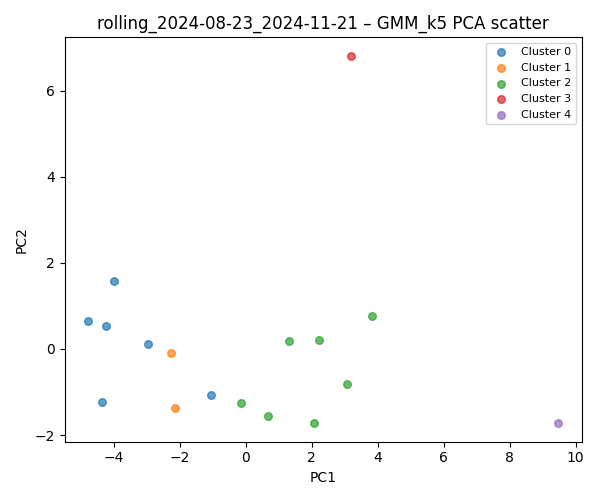 rolling_2024-08-23_2024-11-21 – GMM_k5 PCA scatter
Cluster 0
Cluster 1
Cluster 2
Cluster 3
Cluster 4
PC2
6
4
2
0
−2
−4
−2
0
2
4
6
8
10
PC1